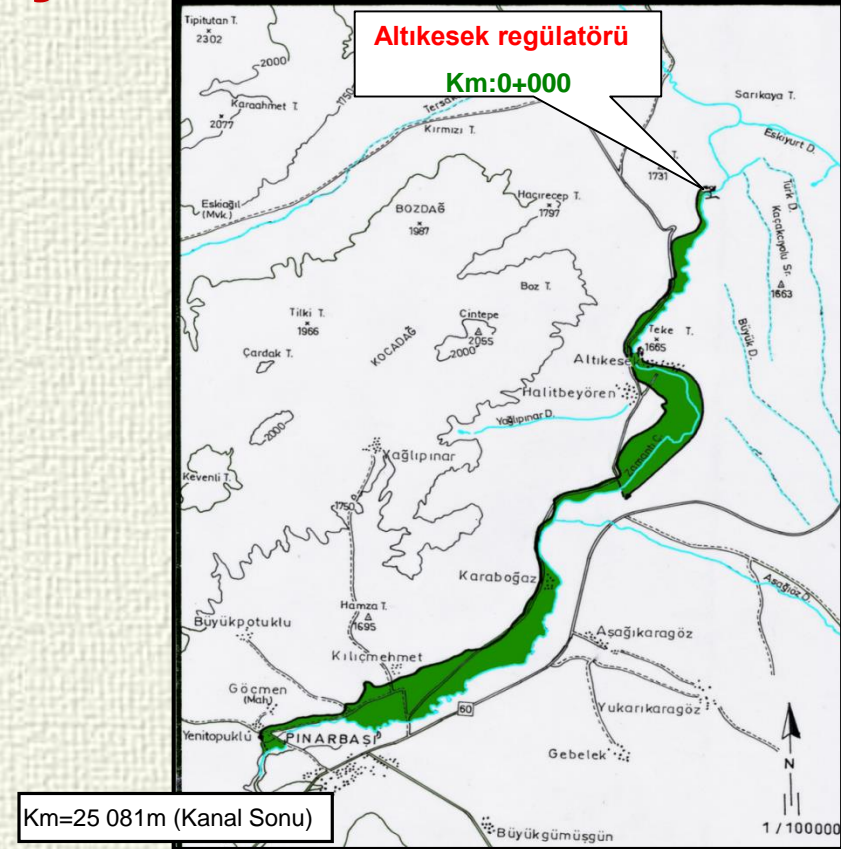 Altıkesek regülatörü
Km:0+000
Tipitutan T.
2302
2000
Karaahmet T.
2077
1750
Kırmızı T.
Sarıkaya T.
Eskiyurt D.
T.
1731
Eskiağıl
(Mvk.)
BOZDAĞ
1987
Hacırecep T.
1797
Türk D.
Kaçakcıyolu Sr.
1663
Boz T.
Tilki T.
1966
Cintepe
2055
2000
KOCADAĞ
Teke T.
1665
Büyük D.
Çardak T.
Altıkesek
Halitbeyören
Yağlıpınar D.
2000
Zamantı Ç.
Yağlıpınar
Kevenli T.
1750
Karaboğaz
Aşağıöz D.
Hamza T.
1695
Büyükpotuklu
Aşağıkaragöz
Kılıçmehmet
Göçmen
(Mah)
Yukarıkaragöz
60
Yenitopuklu
PINARBAŞI
Gebelek
N
Km=25 081m (Kanal Sonu)
Büyükgümüşgün
1/100000